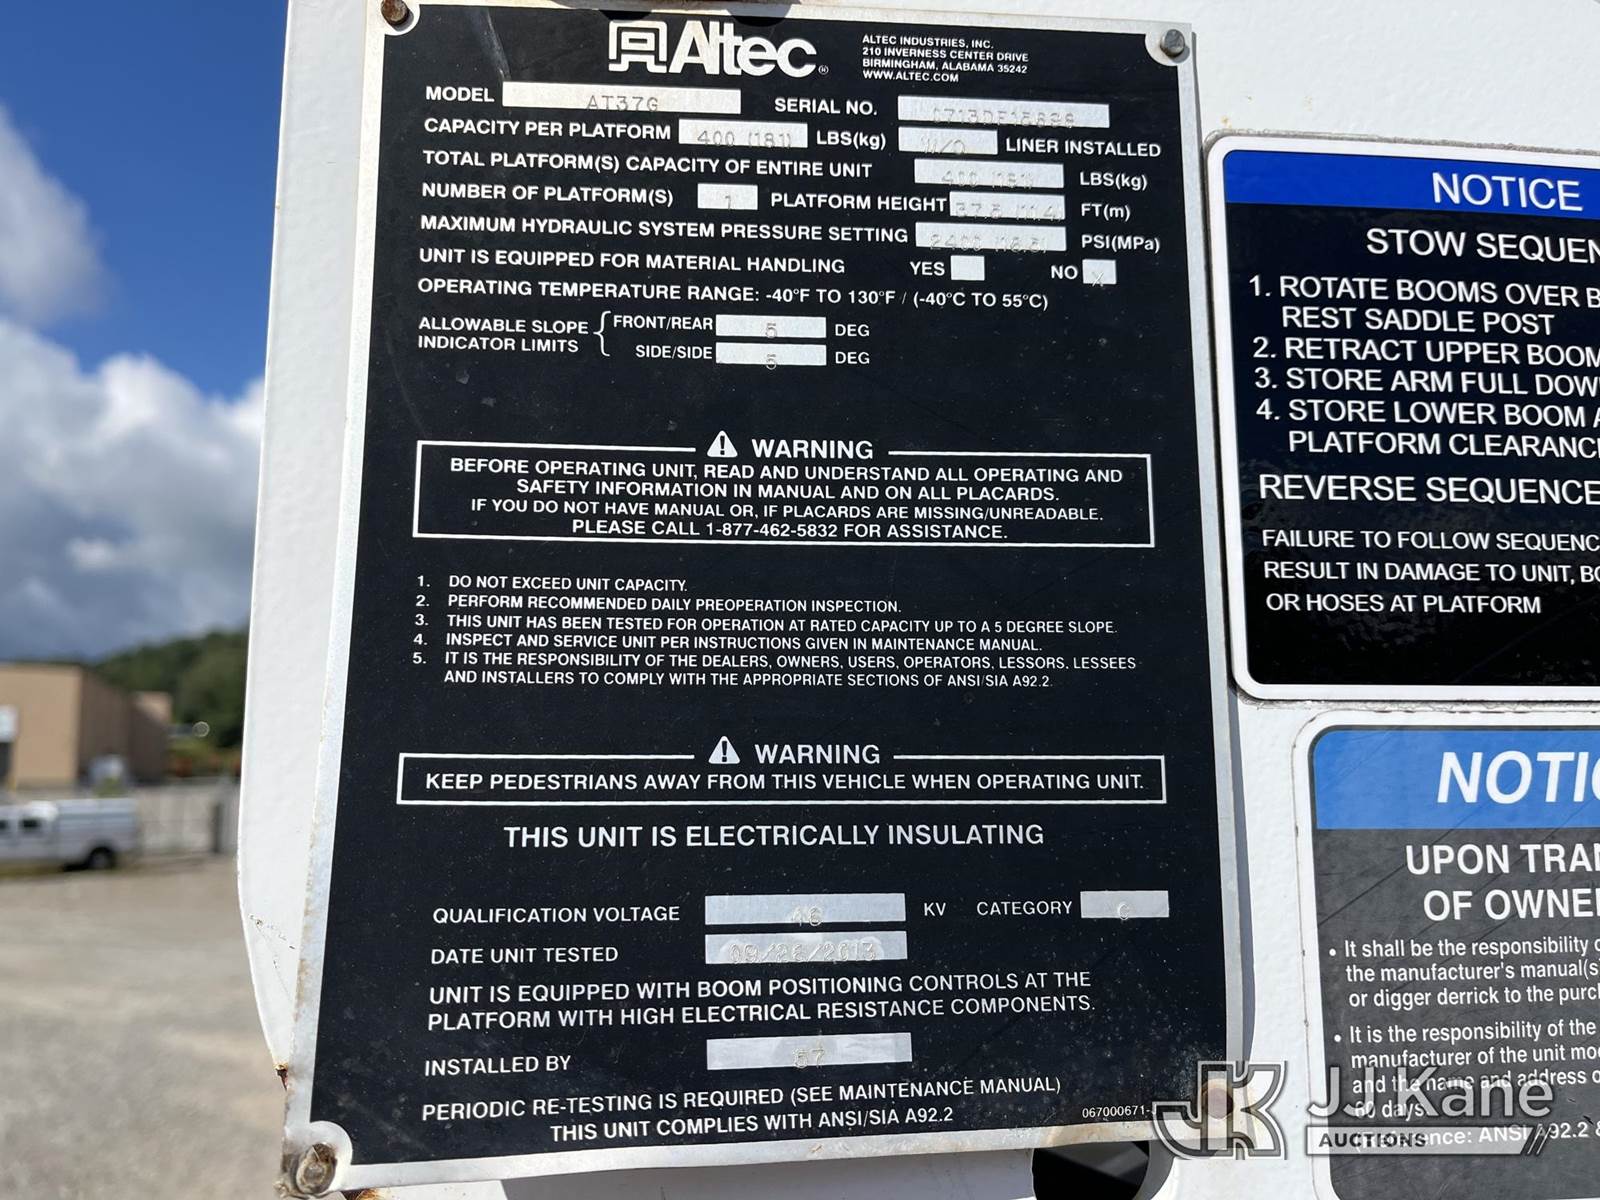 Altec
ALTEC INDUSTRIES, INC.
210 INVERNESS CENTER DRIVE
BIRMINGHAM, ALABAMA 35242
WWW.ALTEC.COM
MODEL AT37G SERIAL NO.
CAPACITY PER PLATFORM 400 (181) LBS(kg) W/O LINER INSTALLED
TOTAL PLATFORM(S) CAPACITY OF ENTIRE UNIT 400 (181) LBS(kg)
NUMBER OF PLATFORM(S) 1 PLATFORM HEIGHT FT(m)
MAXIMUM HYDRAULIC SYSTEM PRESSURE SETTING 2400 PSI(MPa)
UNIT IS EQUIPPED FOR MATERIAL HANDLING YES NO X
OPERATING TEMPERATURE RANGE: -40°F TO 130°F / (-40°C TO 55°C)
ALLOWABLE SLOPE INDICATOR LIMITS { FRONT/REAR 5 DEG
SIDE/SIDE 5 DEG
WARNING
BEFORE OPERATING UNIT, READ AND UNDERSTAND ALL OPERATING AND
SAFETY INFORMATION IN MANUAL AND ON ALL PLACARDS.
IF YOU DO NOT HAVE MANUAL OR, IF PLACARDS ARE MISSING/UNREADABLE.
PLEASE CALL 1-877-462-5832 FOR ASSISTANCE.
1. DO NOT EXCEED UNIT CAPACITY.
2. PERFORM RECOMMENDED DAILY PREOPERATION INSPECTION.
3. THIS UNIT HAS BEEN TESTED FOR OPERATION AT RATED CAPACITY UP TO A 5 DEGREE SLOPE.
4. INSPECT AND SERVICE UNIT PER INSTRUCTIONS GIVEN IN MAINTENANCE MANUAL.
5. IT IS THE RESPONSIBILITY OF THE DEALERS, OWNERS, USERS, OPERATORS, LESSORS, LESSEES
AND INSTALLERS TO COMPLY WITH THE APPROPRIATE SECTIONS OF ANSI/SIA A92.2.
WARNING
KEEP PEDESTRIANS AWAY FROM THIS VEHICLE WHEN OPERATING UNIT.
THIS UNIT IS ELECTRICALLY INSULATING
QUALIFICATION VOLTAGE 46 KV CATEGORY C
DATE UNIT TESTED 09/26/2013
UNIT IS EQUIPPED WITH BOOM POSITIONING CONTROLS AT THE
PLATFORM WITH HIGH ELECTRICAL RESISTANCE COMPONENTS.
INSTALLED BY 57
PERIODIC RE-TESTING IS REQUIRED (SEE MAINTENANCE MANUAL)
THIS UNIT COMPLIES WITH ANSI/SIA A92.2
067000671-
NOTICE
STOW SEQUEN
1. ROTATE BOOMS OVER B
REST SADDLE POST
2. RETRACT UPPER BOOM
3. STORE ARM FULL DOW
4. STORE LOWER BOOM A
PLATFORM CLEARANC
REVERSE SEQUENCE
FAILURE TO FOLLOW SEQUENC
RESULT IN DAMAGE TO UNIT, BO
OR HOSES AT PLATFORM
NOTIC
UPON TRAN
OF OWNE
• It shall be the responsibility o
the manufacturer's manual(s
or digger derrick to the purc
• It is the responsibility of the
manufacturer of the unit mo
and the name and address o
60 days.
(Reference: ANSI A92.2 &
JK J.J.Kane
AUCTIONS